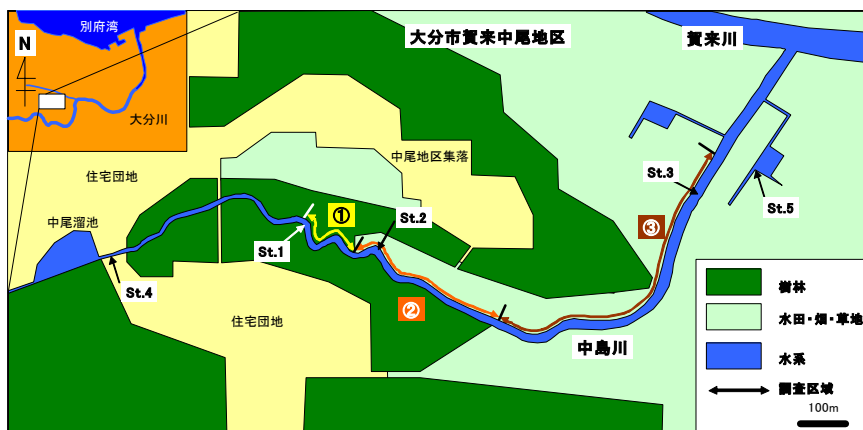 別府湾
N
大分川
大分市賀来中尾地区
賀来川
中尾地区集落
住宅団地
中尾溜池
①
St.1
St.2
St.3
St.4
St.5
②
③
住宅団地
中島川
樹林
水田・畑・草地
水系
調査区域
100m